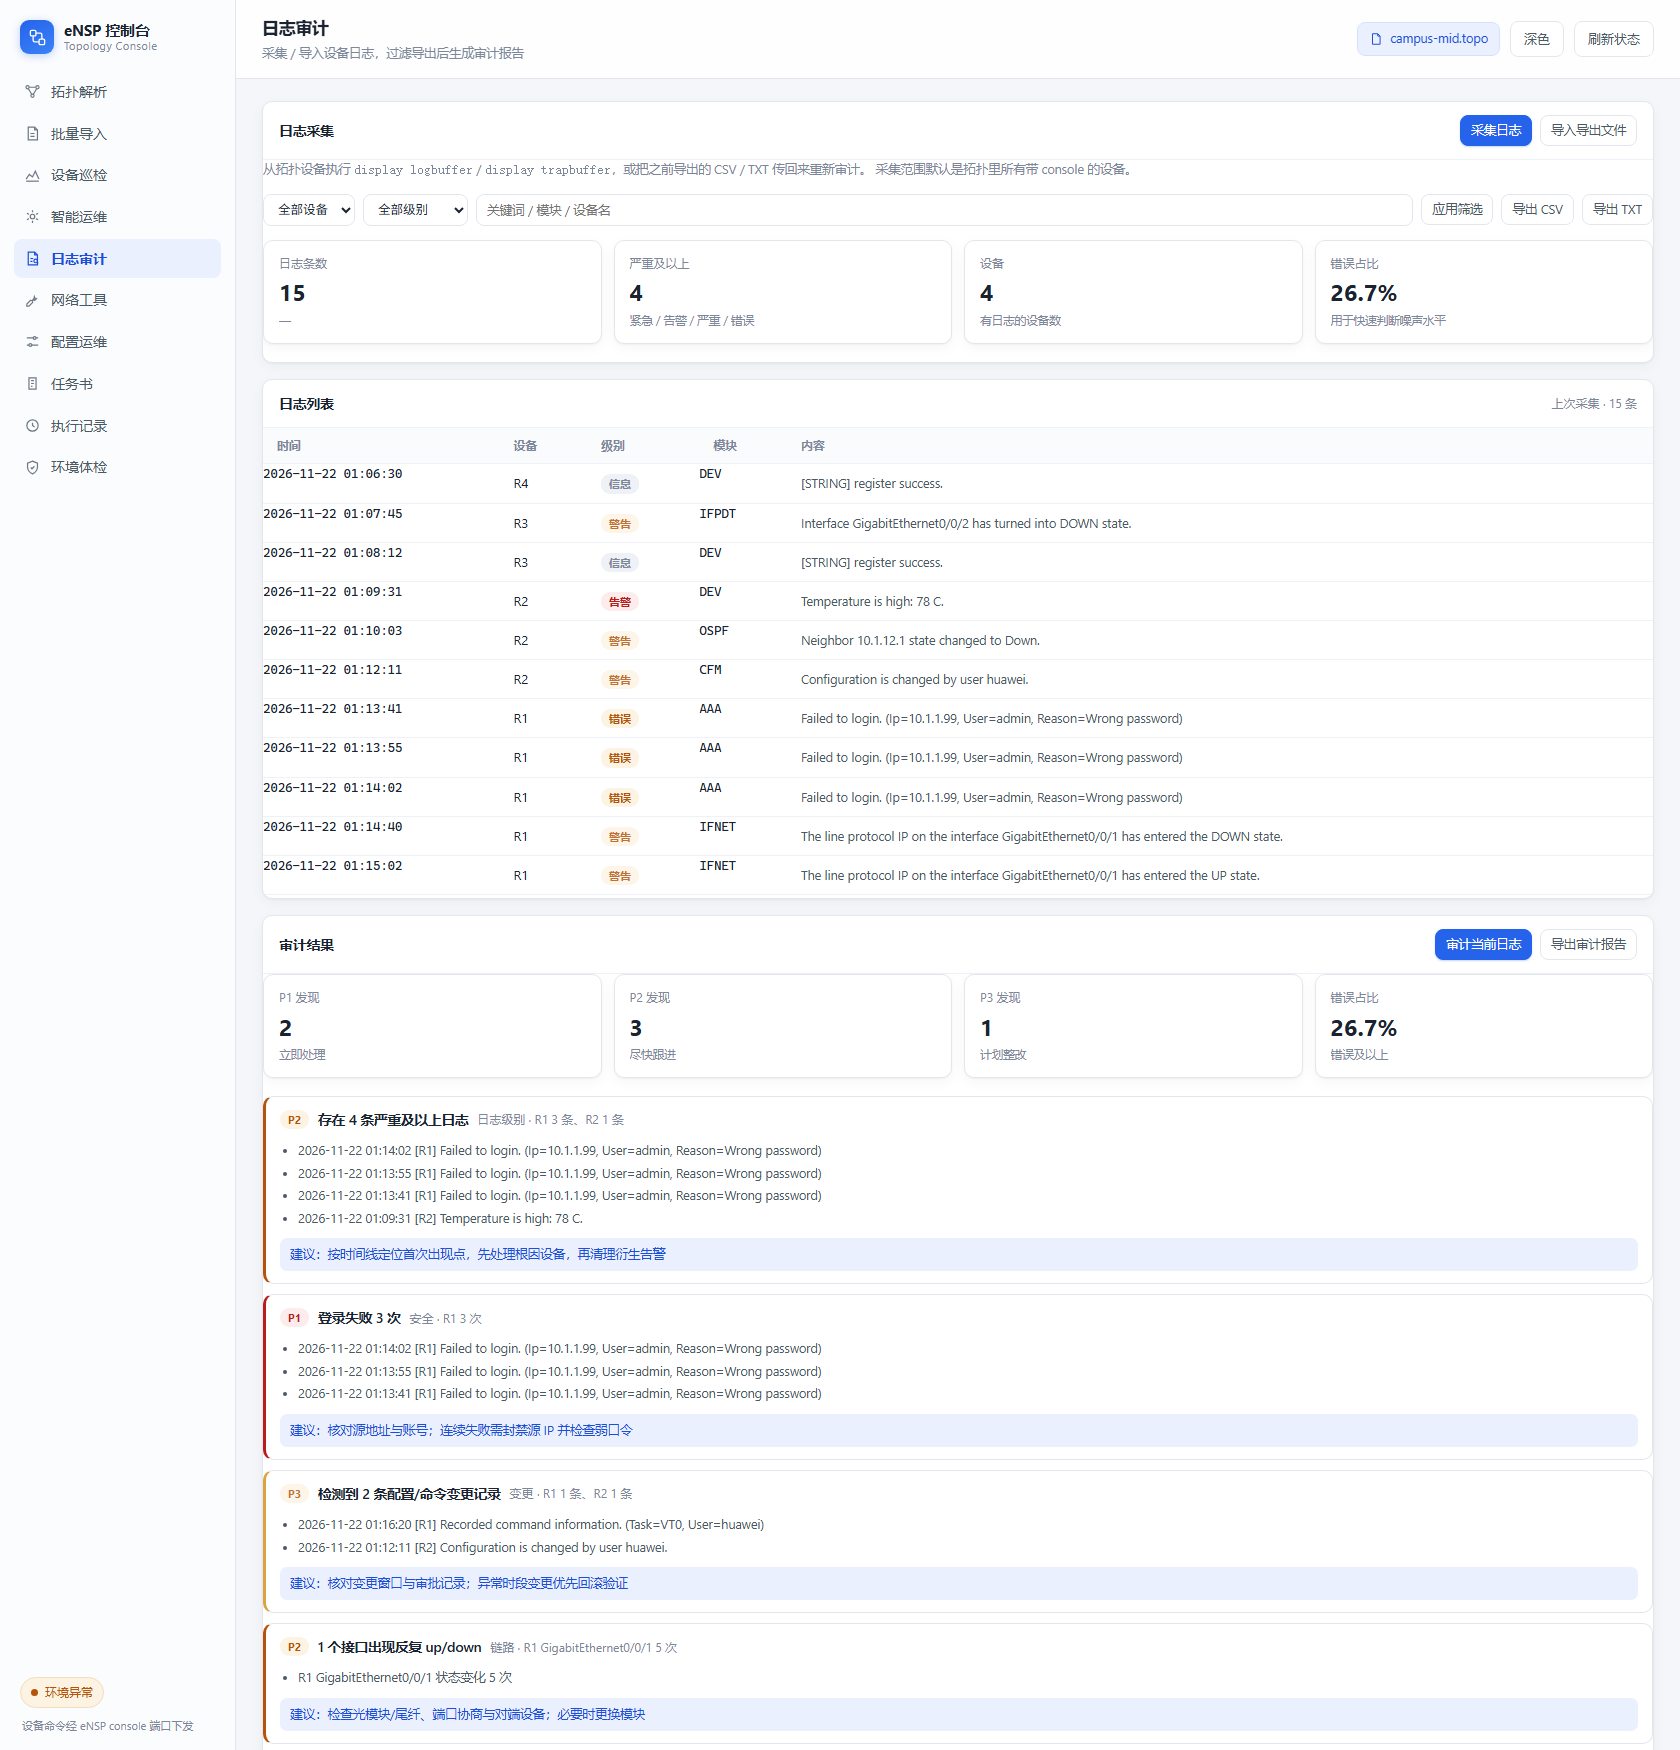 eNSP 控制台
Topology Console
拓扑解析
批量导入
设备巡检
智能运维
日志审计
网络工具
配置运维
任务书
执行记录
环境体检
环境异常
设备命令经 eNSP console 端口下发
日志审计
采集 / 导入设备日志，过滤导出后生成审计报告
campus-mid.topo
深色
刷新状态
日志采集
采集日志
导入导出文件
从拓扑设备执行 display logbuffer / display trapbuffer，或把之前导出的 CSV / TXT 传回来重新审计。 采集范围默认是拓扑里所有带 console 的设备。
全部设备
全部级别
关键词 / 模块 / 设备名
应用筛选
导出 CSV
导出 TXT
日志条数
15
—
严重及以上
4
紧急 / 告警 / 严重 / 错误
设备
4
有日志的设备数
错误占比
26.7%
用于快速判断噪声水平
日志列表
上次采集 · 15 条
时间 设备 级别 模块 内容
2026-11-22 01:06:30 R4 信息 DEV [STRING] register success.
2026-11-22 01:07:45 R3 警告 IFPDT Interface GigabitEthernet0/0/2 has turned into DOWN state.
2026-11-22 01:08:12 R3 信息 DEV [STRING] register success.
2026-11-22 01:09:31 R2 告警 DEV Temperature is high: 78 C.
2026-11-22 01:10:03 R2 警告 OSPF Neighbor 10.1.12.1 state changed to Down.
2026-11-22 01:12:11 R2 警告 CFM Configuration is changed by user huawei.
2026-11-22 01:13:41 R1 错误 AAA Failed to login. (Ip=10.1.1.99, User=admin, Reason=Wrong password)
2026-11-22 01:13:55 R1 错误 AAA Failed to login. (Ip=10.1.1.99, User=admin, Reason=Wrong password)
2026-11-22 01:14:02 R1 错误 AAA Failed to login. (Ip=10.1.1.99, User=admin, Reason=Wrong password)
2026-11-22 01:14:40 R1 警告 IFNET The line protocol IP on the interface GigabitEthernet0/0/1 has entered the DOWN state.
2026-11-22 01:15:02 R1 警告 IFNET The line protocol IP on the interface GigabitEthernet0/0/1 has entered the UP state.
审计结果
审计当前日志
导出审计报告
P1 发现
2
立即处理
P2 发现
3
尽快跟进
P3 发现
1
计划整改
错误占比
26.7%
错误及以上
P2 存在 4 条严重及以上日志 日志级别 · R1 3 条、R2 1 条
• 2026-11-22 01:14:02 [R1] Failed to login. (Ip=10.1.1.99, User=admin, Reason=Wrong password)
• 2026-11-22 01:13:55 [R1] Failed to login. (Ip=10.1.1.99, User=admin, Reason=Wrong password)
• 2026-11-22 01:13:41 [R1] Failed to login. (Ip=10.1.1.99, User=admin, Reason=Wrong password)
• 2026-11-22 01:09:31 [R2] Temperature is high: 78 C.
建议：按时间线定位首次出现点，先处理根因设备，再清理衍生告警
P1 登录失败 3 次 安全 · R1 3 次
• 2026-11-22 01:14:02 [R1] Failed to login. (Ip=10.1.1.99, User=admin, Reason=Wrong password)
• 2026-11-22 01:13:55 [R1] Failed to login. (Ip=10.1.1.99, User=admin, Reason=Wrong password)
• 2026-11-22 01:13:41 [R1] Failed to login. (Ip=10.1.1.99, User=admin, Reason=Wrong password)
建议：核对源地址与账号；连续失败需封禁源 IP 并检查弱口令
P3 检测到 2 条配置/命令变更记录 变更 · R1 1 条、R2 1 条
• 2026-11-22 01:16:20 [R1] Recorded command information. (Task=VT0, User=huawei)
• 2026-11-22 01:12:11 [R2] Configuration is changed by user huawei.
建议：核对变更窗口与审批记录；异常时段变更优先回滚验证
P2 1 个接口出现反复 up/down 链路 · R1 GigabitEthernet0/0/1 5 次
• R1 GigabitEthernet0/0/1 状态变化 5 次
建议：检查光模块/尾纤、端口协商与对端设备；必要时更换模块